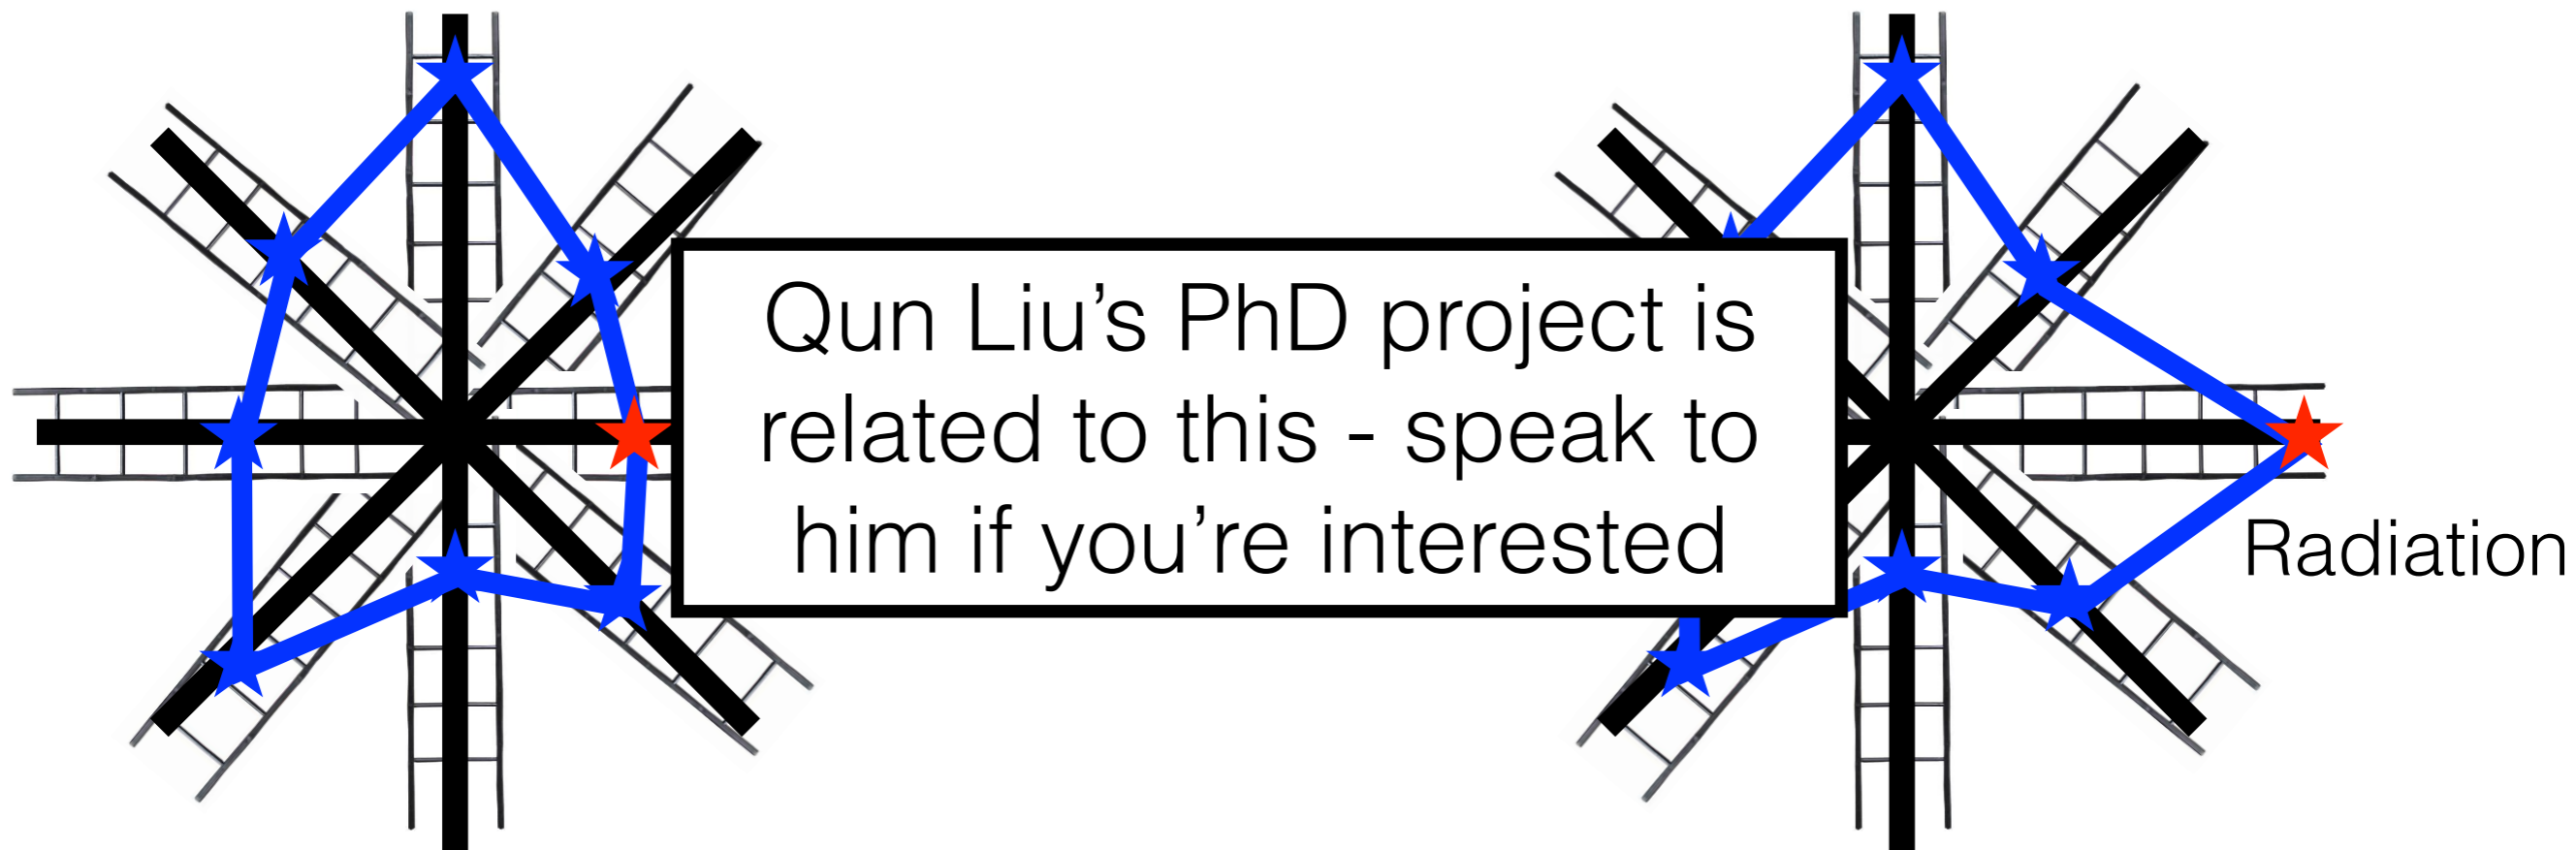 Qun Liu’s PhD project is
related to this - speak to
him if you’re interested
Radiation